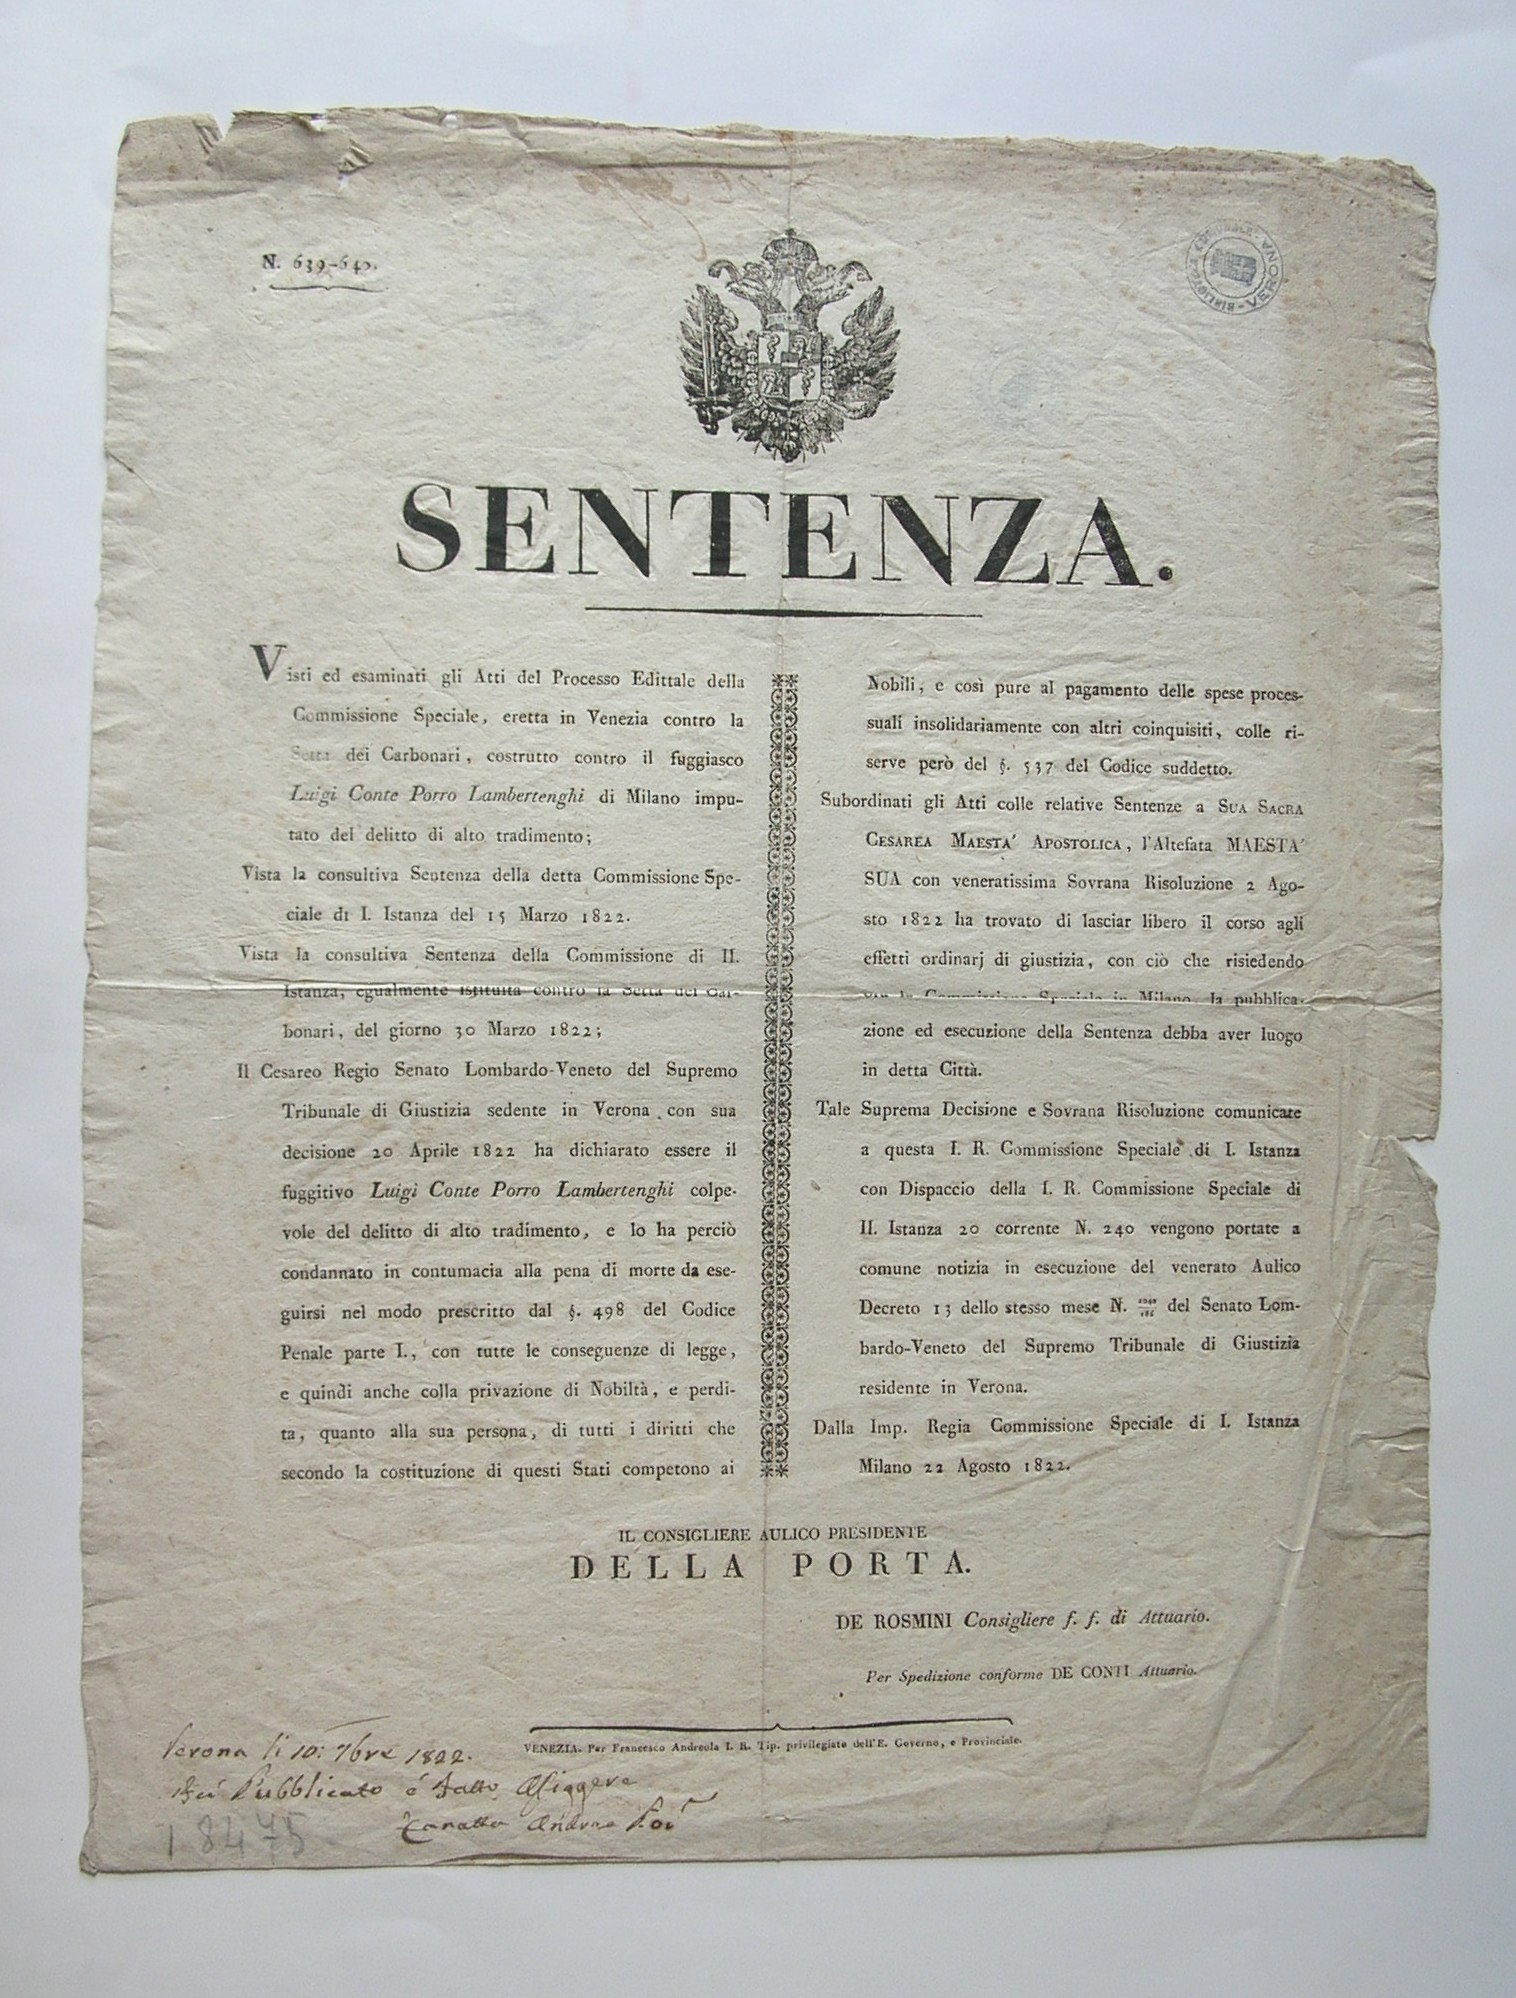 N. 639-640.
BIBLIOTECA COMUNALE - VERONA
SENTENZA.
Visti ed esaminati gli Atti del Processo Edittale della
Commissione Speciale, eretta in Venezia contro la
Setta dei Carbonari, costrutto contro il fuggiasco
Luigi Conte Porro Lambertenghi di Milano impu-
tato del delitto di alto tradimento;
Vista la consultiva Sentenza della detta Commissione Spe-
ciale di I. Istanza del 15 Marzo 1822.
Vista la consultiva Sentenza della Commissione di II.
Istanza, egualmente istituita contro la Setta dei Car-
bonari, del giorno 30 Marzo 1822;
Il Cesareo Regio Senato Lombardo-Veneto del Supremo
Tribunale di Giustizia sedente in Verona con sua
decisione 20 Aprile 1822 ha dichiarato essere il
fuggitivo Luigi Conte Porro Lambertenghi colpe-
vole del delitto di alto tradimento, e lo ha perciò
condannato in contumacia alla pena di morte da ese-
guirsi nel modo prescritto dal §. 498 del Codice
Penale parte I., con tutte le conseguenze di legge,
e quindi anche colla privazione di Nobiltà, e perdi-
ta, quanto alla sua persona, di tutti i diritti che
secondo la costituzione di questi Stati competono ai
Nobili, e così pure al pagamento delle spese proces-
suali insolidariamente con altri coinquisiti, colle ri-
serve però del §. 537 del Codice suddetto.
Subordinati gli Atti colle relative Sentenze a SUA SACRA
CESAREA MAESTA' APOSTOLICA, l'Altefata MAESTA'
SUA con veneratissima Sovrana Risoluzione 2 Ago-
sto 1822 ha trovato di lasciar libero il corso agli
effetti ordinarj di giustizia, con ciò che risiedendo
la Commissione Speciale in Milano, la pubblica-
zione ed esecuzione della Sentenza debba aver luogo
in detta Città.
Tale Suprema Decisione e Sovrana Risoluzione comunicate
a questa I. R. Commissione Speciale di I. Istanza
con Dispaccio della I. R. Commissione Speciale di
II. Istanza 20 corrente N. 240 vengono portate a
comune notizia in esecuzione del venerato Aulico
Decreto 13 dello stesso mese N. del Senato Lom-
bardo-Veneto del Supremo Tribunale di Giustizia
residente in Verona.
Dalla Imp. Regia Commissione Speciale di I. Istanza
Milano 22 Agosto 1822.
IL CONSIGLIERE AULICO PRESIDENTE
DELLA PORTA.
DE ROSMINI Consigliere f. f. di Attuario.
Per Spedizione conforme DE CONTI Attuario.
VENEZIA. Per Francesco Andreola I. R. Tip. privilegiato dell'E. Governo, e Provinciale.
Verona li 10: 7bre 1822.
Fu Pubblicato é fatto Afiggere
Andrea
18475